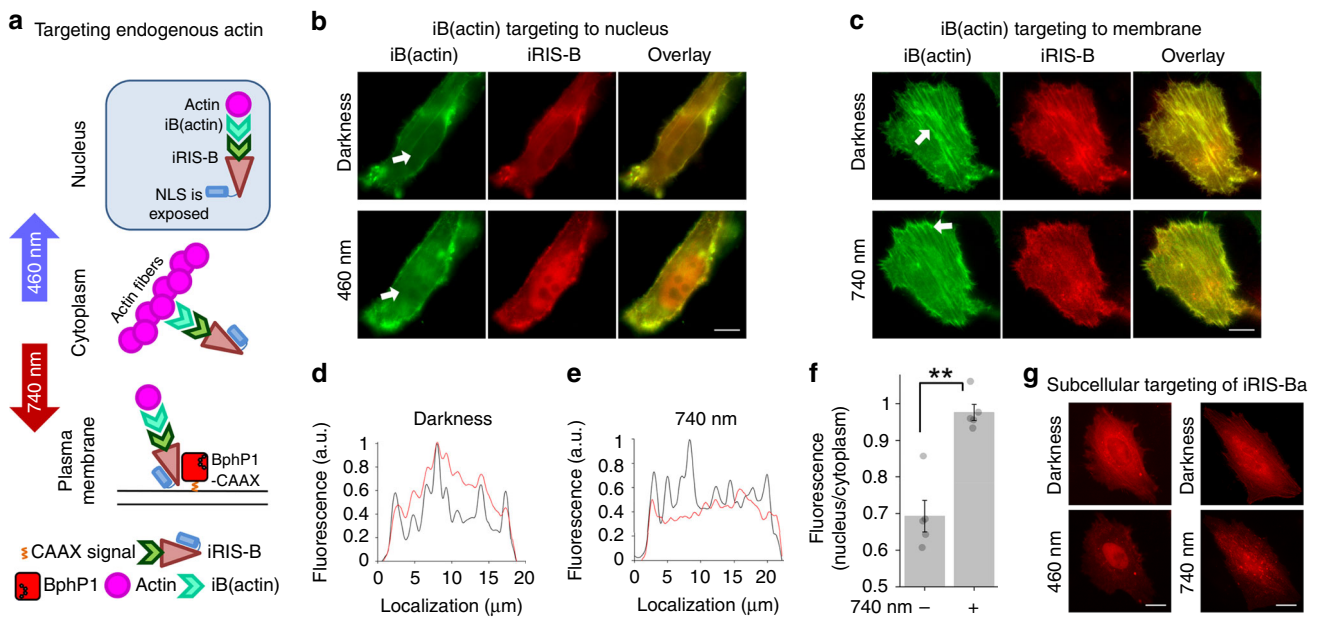 a
Targeting endogenous actin
Nucleus
Actin
iB(actin)
iRIS-B
NLS is
exposed
460 nm
Cytoplasm
Actin fibers
740 nm
Plasma
membrane
BphP1
-CAAX
CAAX signal
iRIS-B
BphP1
Actin
iB(actin)
b
iB(actin) targeting to nucleus
iB(actin)
iRIS-B
Overlay
Darkness
460 nm
c
iB(actin) targeting to membrane
iB(actin)
iRIS-B
Overlay
Darkness
740 nm
d
Darkness
Fluorescence (a.u.)
1
0.8
0.6
0.4
0.2
0
0 5 10 15 20
Localization (μm)
e
740 nm
Fluorescence (a.u.)
1
0.8
0.6
0.4
0.2
0
0 5 10 15 20
Localization (μm)
f
**
Fluorescence
(nucleus/cytoplasm)
1
0.9
0.8
0.7
0.6
0.5
740 nm − +
g
Subcellular targeting of iRIS-Ba
Darkness
460 nm
Darkness
740 nm